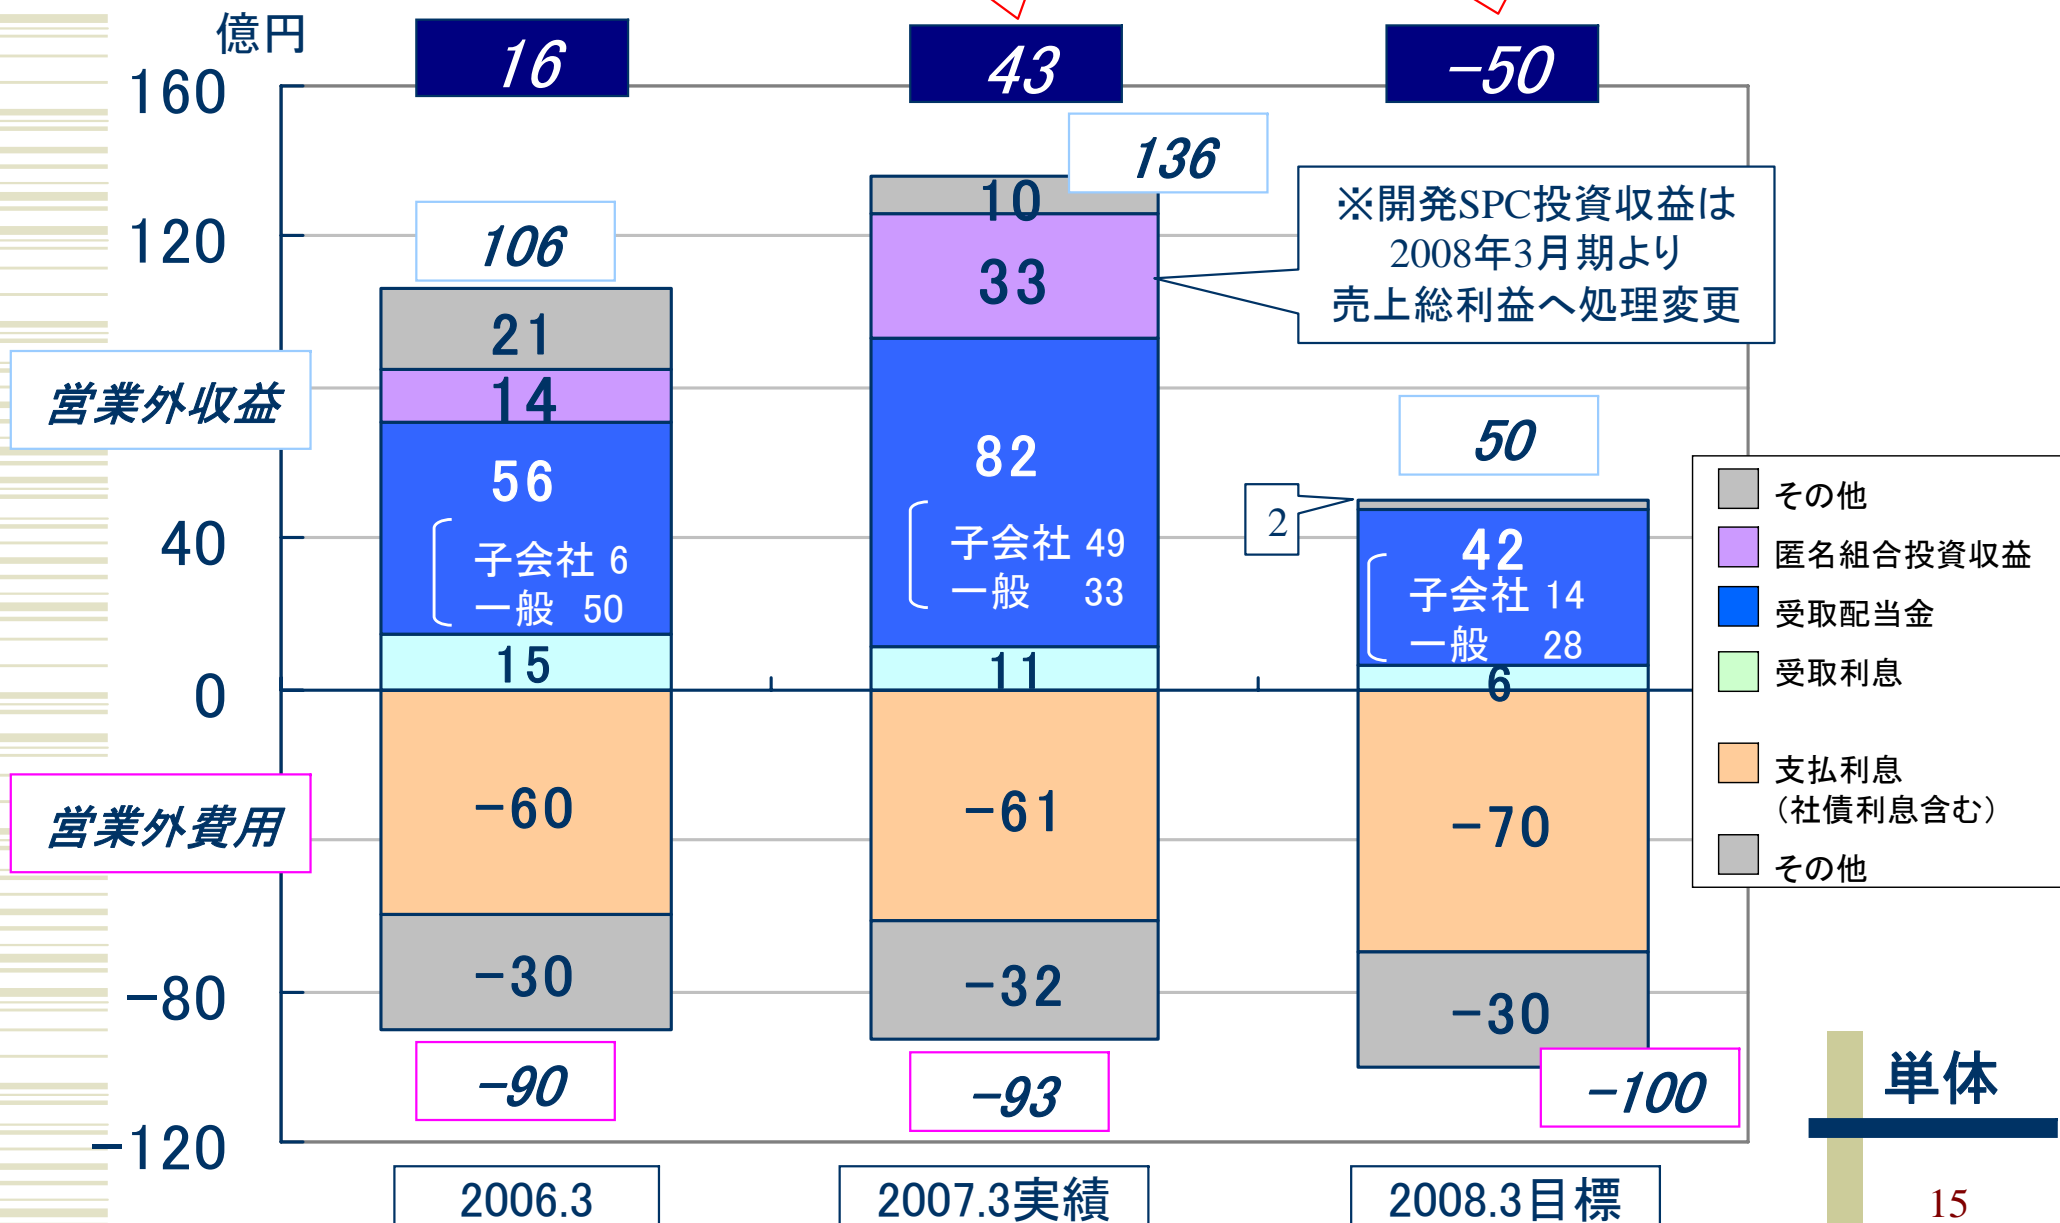 億円
16
43
−50
160
136
※開発SPC投資収益は
2008年3月期より
売上総利益へ処理変更
10
120
106
33
21
営業外収益
14
82
子会社 49
一般 33
56
子会社 6
一般 50
50
2
42
子会社 14
一般 28
40
15
11
6
0
その他
匿名組合投資収益
受取配当金
受取利息
支払利息
（社債利息含む）
その他
営業外費用
−60
−61
−70
−30
−32
−30
−80
−90
−93
−100
−120
2006.3
2007.3実績
2008.3目標
単体
15